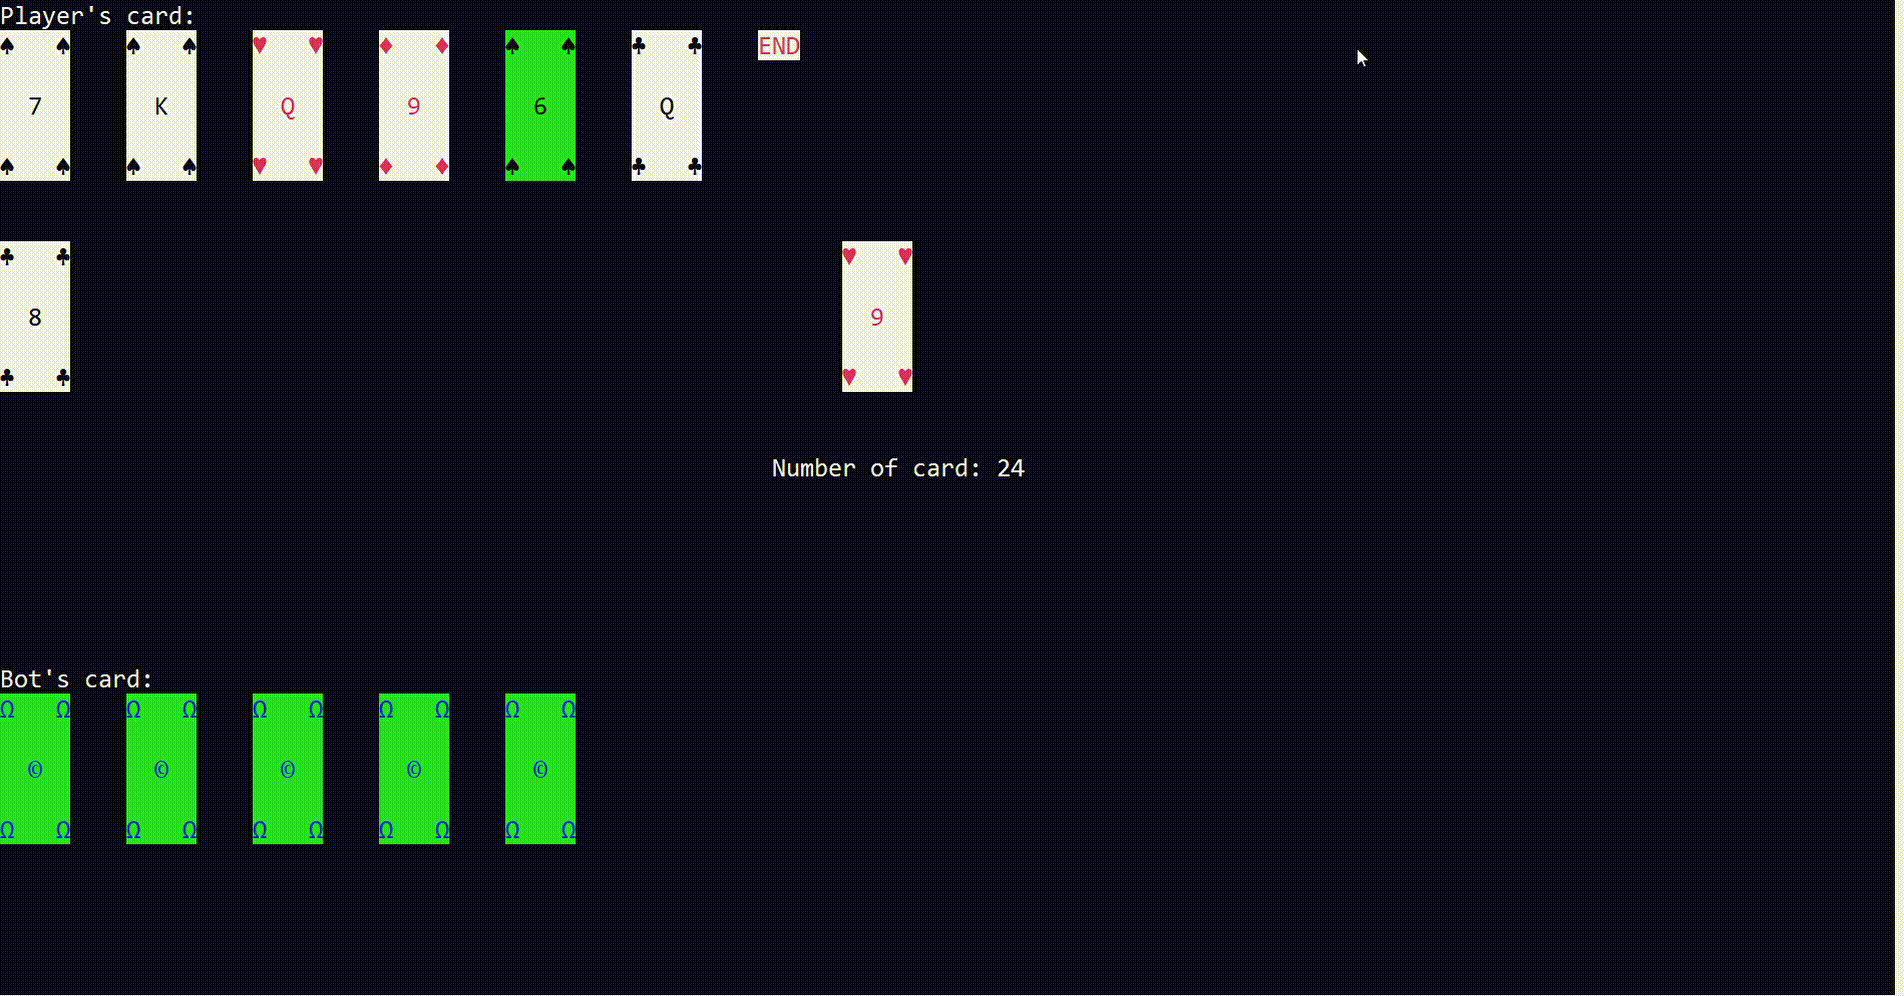 Player's card:
♠ ♠ ♠ ♠ ♥ ♥ ♦ ♦ ♠ ♠ ♣ ♣ END
7 K Q 9 6 Q
♠ ♠ ♠ ♠ ♥ ♥ ♦ ♦ ♠ ♠ ♣ ♣
♣ ♣ ♥ ♥
8 9
♣ ♣ ♥ ♥
Number of card: 24
Bot's card:
Ω Ω Ω Ω Ω Ω Ω Ω Ω Ω
© © © © ©
Ω Ω Ω Ω Ω Ω Ω Ω Ω Ω